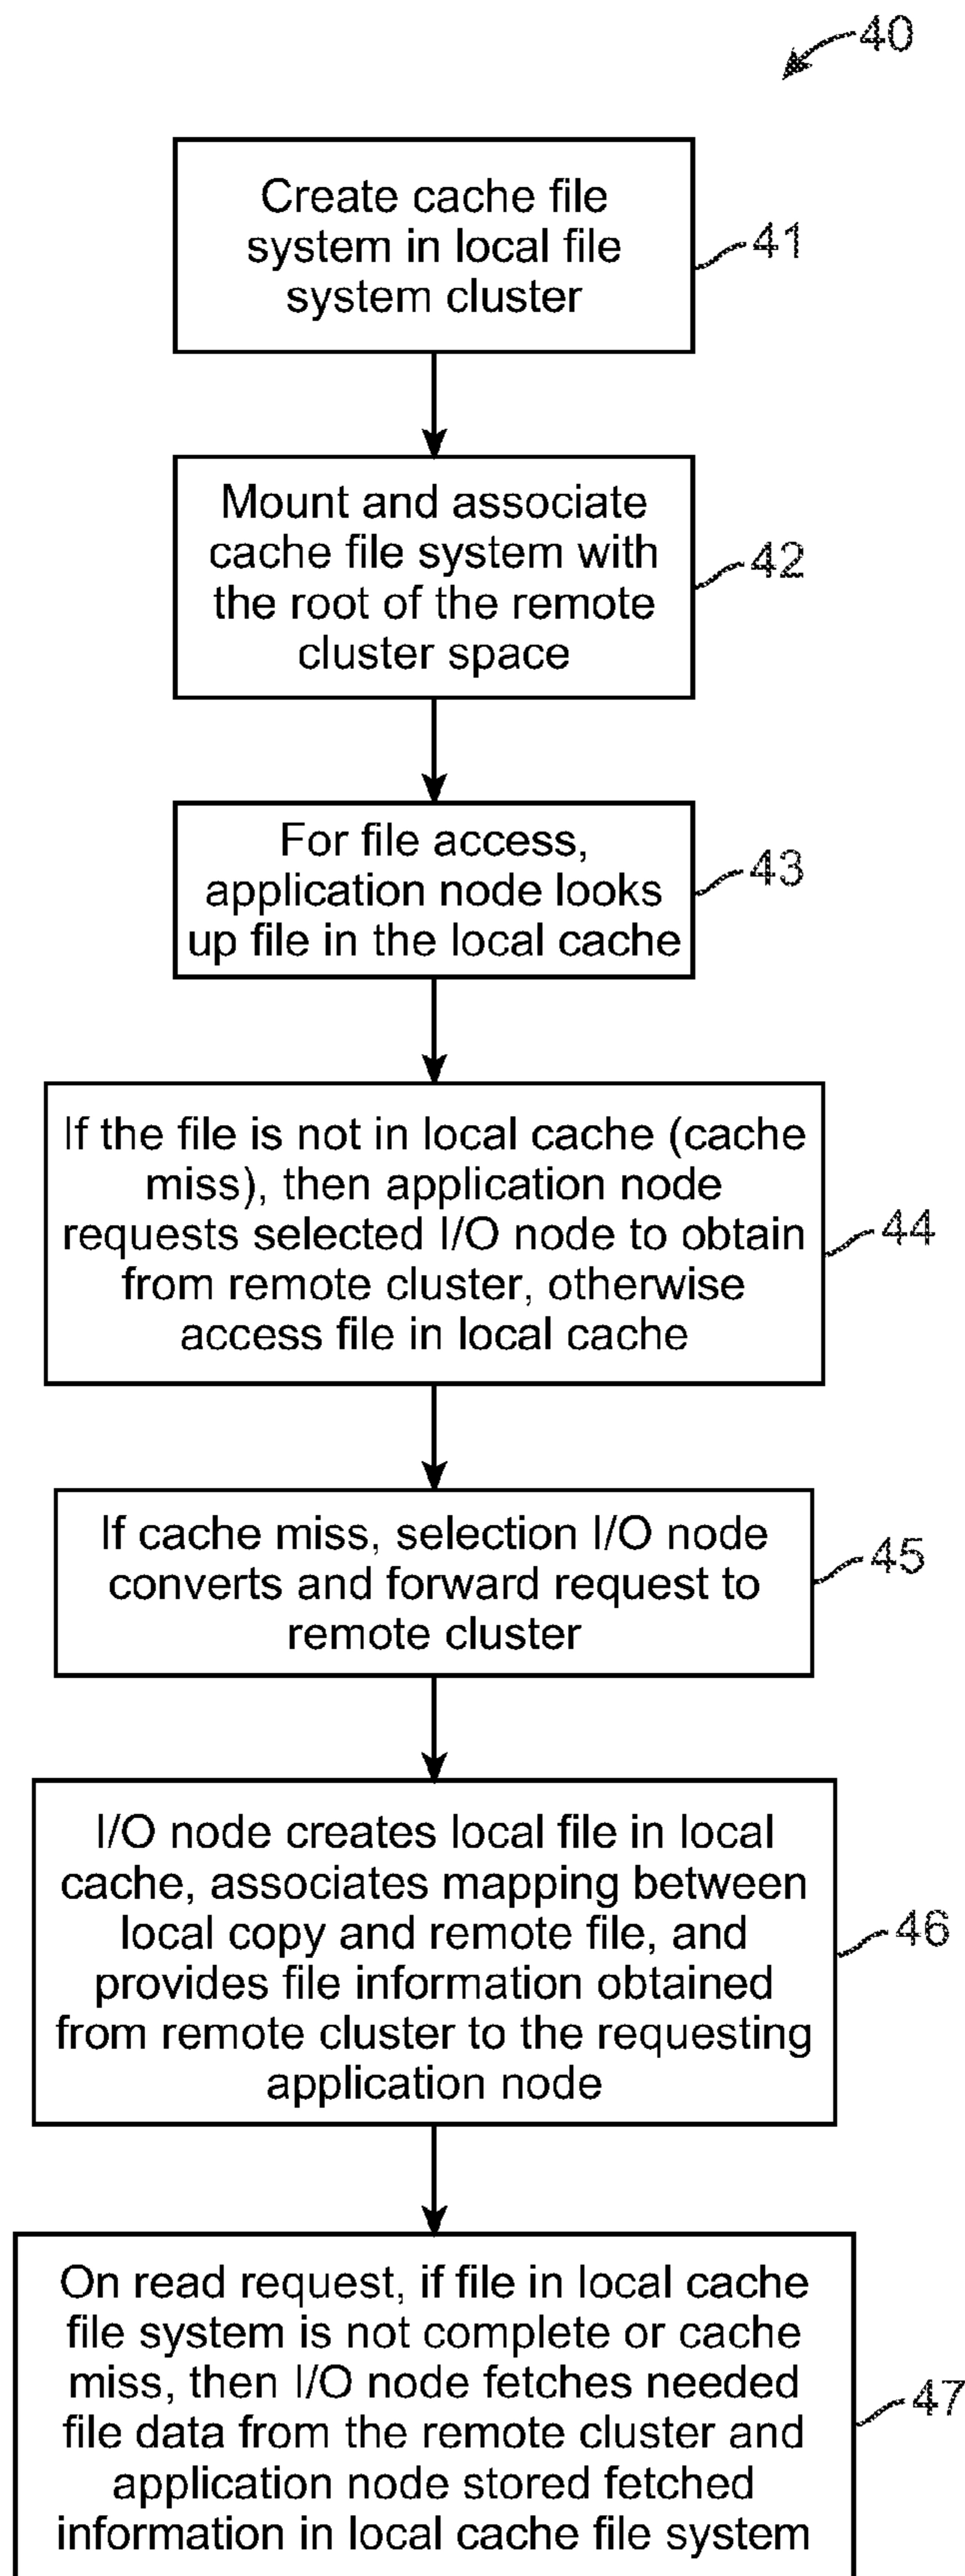 40
Create cache file
system in local file
system cluster
41
Mount and associate
cache file system with
the root of the remote
cluster space
42
For file access,
application node looks
up file in the local cache
43
If the file is not in local cache (cache
miss), then application node
requests selected I/O node to obtain
from remote cluster, otherwise
access file in local cache
44
If cache miss, selection I/O node
converts and forward request to
remote cluster
45
I/O node creates local file in local
cache, associates mapping between
local copy and remote file, and
provides file information obtained
from remote cluster to the requesting
application node
46
On read request, if file in local cache
file system is not complete or cache
miss, then I/O node fetches needed
file data from the remote cluster and
application node stored fetched
information in local cache file system
47